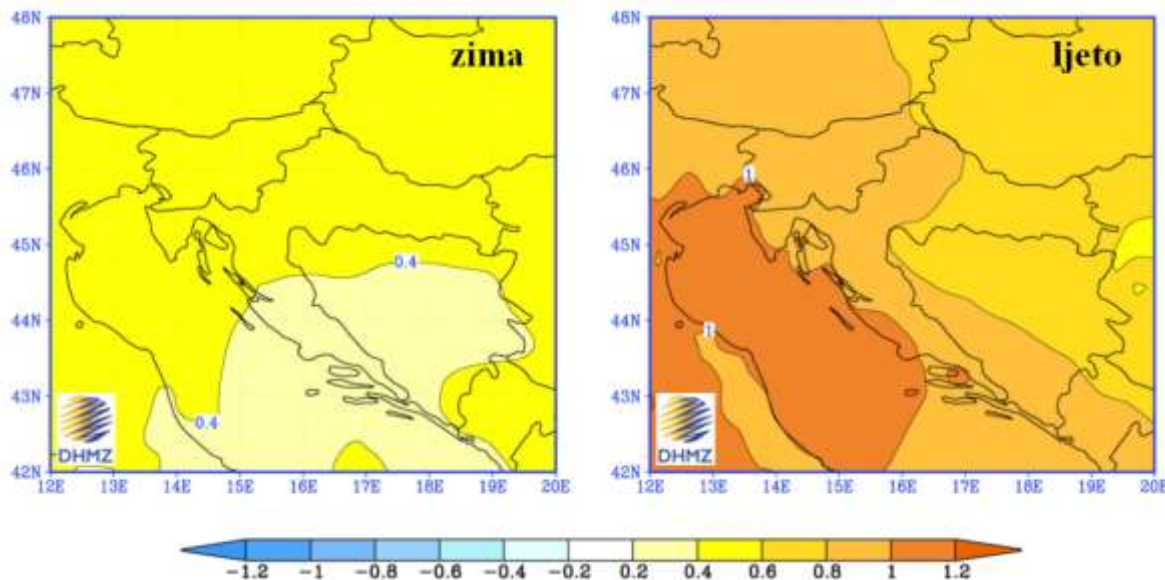 zima
ljeto
48N
47N
46N
45N
44N
43N
42N
12E 13E 14E 15E 16E 17E 18E 19E 20E
0.4
0.4
DHMZ
48N
47N
46N
45N
44N
43N
42N
12E 13E 14E 15E 16E 17E 18E 19E 20E
1
1
DHMZ
-1.2 -1 -0.8 -0.6 -0.4 -0.2 0.2 0.4 0.6 0.8 1 1.2